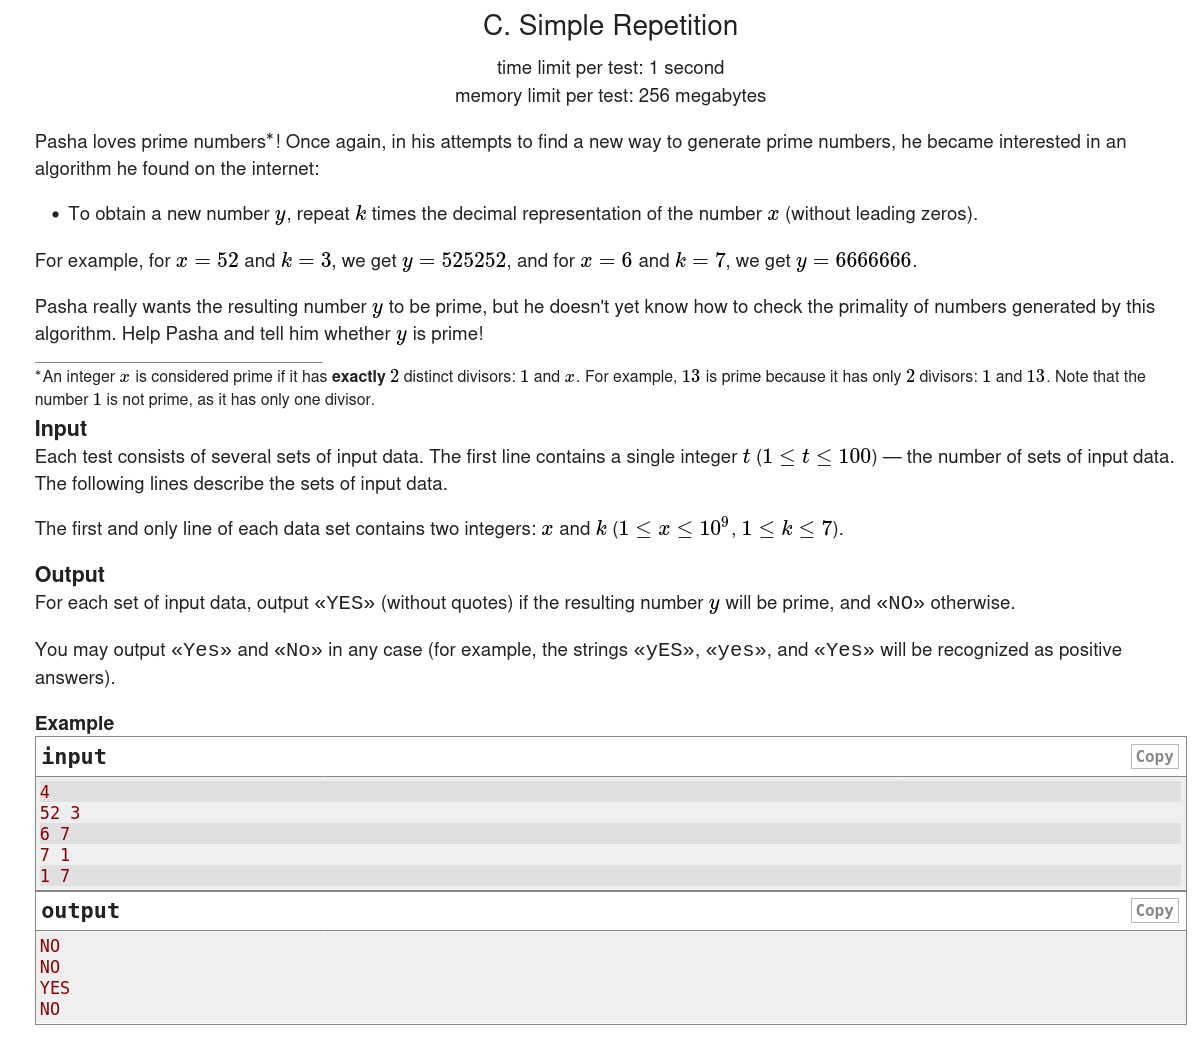 C. Simple Repetition
time limit per test: 1 second
memory limit per test: 256 megabytes
Pasha loves prime numbers*! Once again, in his attempts to find a new way to generate prime numbers, he became interested in an
algorithm he found on the internet:
• To obtain a new number y, repeat k times the decimal representation of the number x (without leading zeros).
For example, for x = 52 and k = 3, we get y = 525252, and for x = 6 and k = 7, we get y = 6666666.
Pasha really wants the resulting number y to be prime, but he doesn't yet know how to check the primality of numbers generated by this
algorithm. Help Pasha and tell him whether y is prime!
*An integer x is considered prime if it has exactly 2 distinct divisors: 1 and x. For example, 13 is prime because it has only 2 divisors: 1 and 13. Note that the
number 1 is not prime, as it has only one divisor.
Input
Each test consists of several sets of input data. The first line contains a single integer t (1 ≤ t ≤ 100) — the number of sets of input data.
The following lines describe the sets of input data.
The first and only line of each data set contains two integers: x and k (1 ≤ x ≤ 10⁹, 1 ≤ k ≤ 7).
Output
For each set of input data, output «YES» (without quotes) if the resulting number y will be prime, and «NO» otherwise.
You may output «Yes» and «No» in any case (for example, the strings «yES», «yes», and «Yes» will be recognized as positive
answers).
Example
input Copy
4
52 3
6 7
7 1
1 7
output Copy
NO
NO
YES
NO